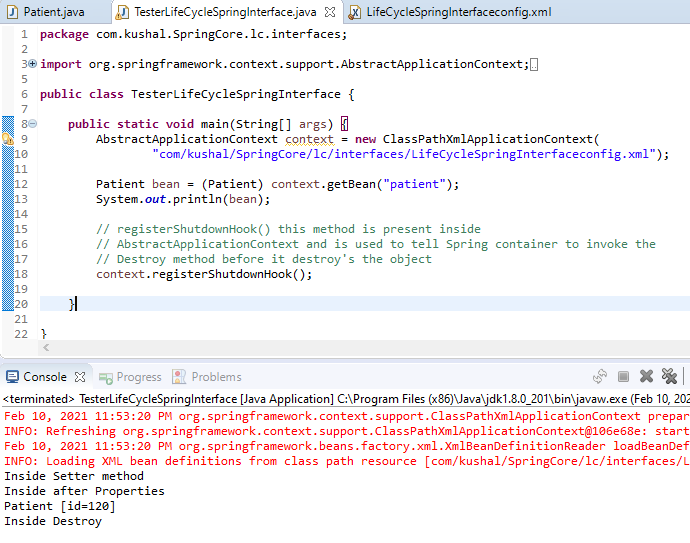 Patient.java TesterLifeCycleSpringInterface.java LifeCycleSpringInterfaceconfig.xml
1 package com.kushal.SpringCore.lc.interfaces;
2
3 import org.springframework.context.support.AbstractApplicationContext;
5
6 public class TesterLifeCycleSpringInterface {
7
8 public static void main(String[] args) {
9 AbstractApplicationContext context = new ClassPathXmlApplicationContext(
10 "com/kushal/SpringCore/lc/interfaces/LifeCycleSpringInterfaceconfig.xml");
11
12 Patient bean = (Patient) context.getBean("patient");
13 System.out.println(bean);
14
15 // registerShutdownHook() this method is present inside
16 // AbstractApplicationContext and is used to tell Spring container to invoke the
17 // Destroy method before it destroy's the object
18 context.registerShutdownHook();
19
20 }
21
22 }
Console Progress Problems
<terminated> TesterLifeCycleSpringInterface [Java Application] C:\Program Files (x86)\Java\jdk1.8.0_201\bin\javaw.exe (Feb 10, 202
Feb 10, 2021 11:53:20 PM org.springframework.context.support.ClassPathXmlApplicationContext prepar
INFO: Refreshing org.springframework.context.support.ClassPathXmlApplicationContext@106e68e: start
Feb 10, 2021 11:53:20 PM org.springframework.beans.factory.xml.XmlBeanDefinitionReader loadBeanDef
INFO: Loading XML bean definitions from class path resource [com/kushal/SpringCore/lc/interfaces/L
Inside Setter method
Inside after Properties
Patient [id=120]
Inside Destroy